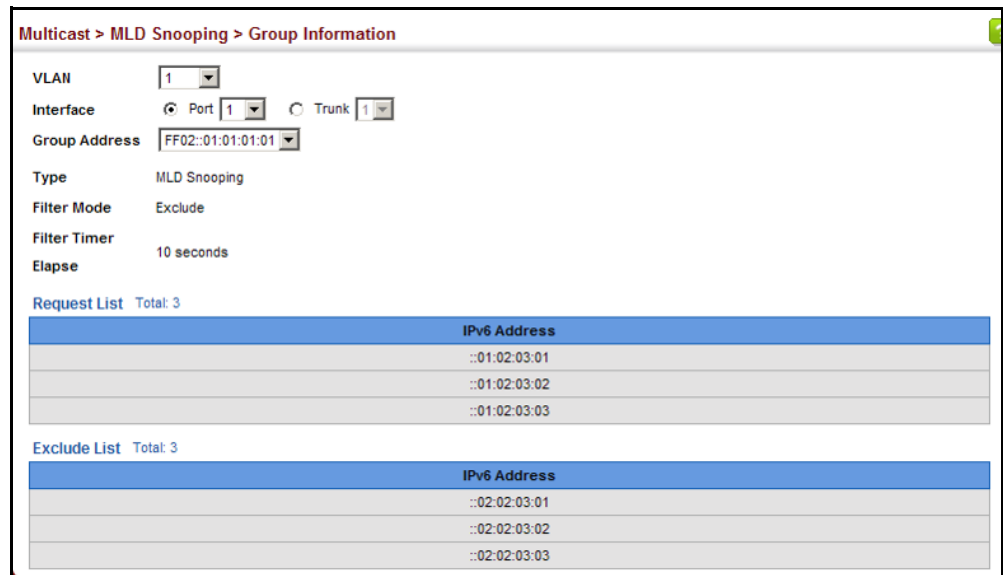 Multicast > MLD Snooping > Group Information
?
VLAN 1
Interface Port 1 Trunk 1
Group Address FF02::01:01:01:01
Type MLD Snooping
Filter Mode Exclude
Filter Timer
Elapse 10 seconds
Request List Total: 3
IPv6 Address
::01:02:03:01
::01:02:03:02
::01:02:03:03
Exclude List Total: 3
IPv6 Address
::02:02:03:01
::02:02:03:02
::02:02:03:03